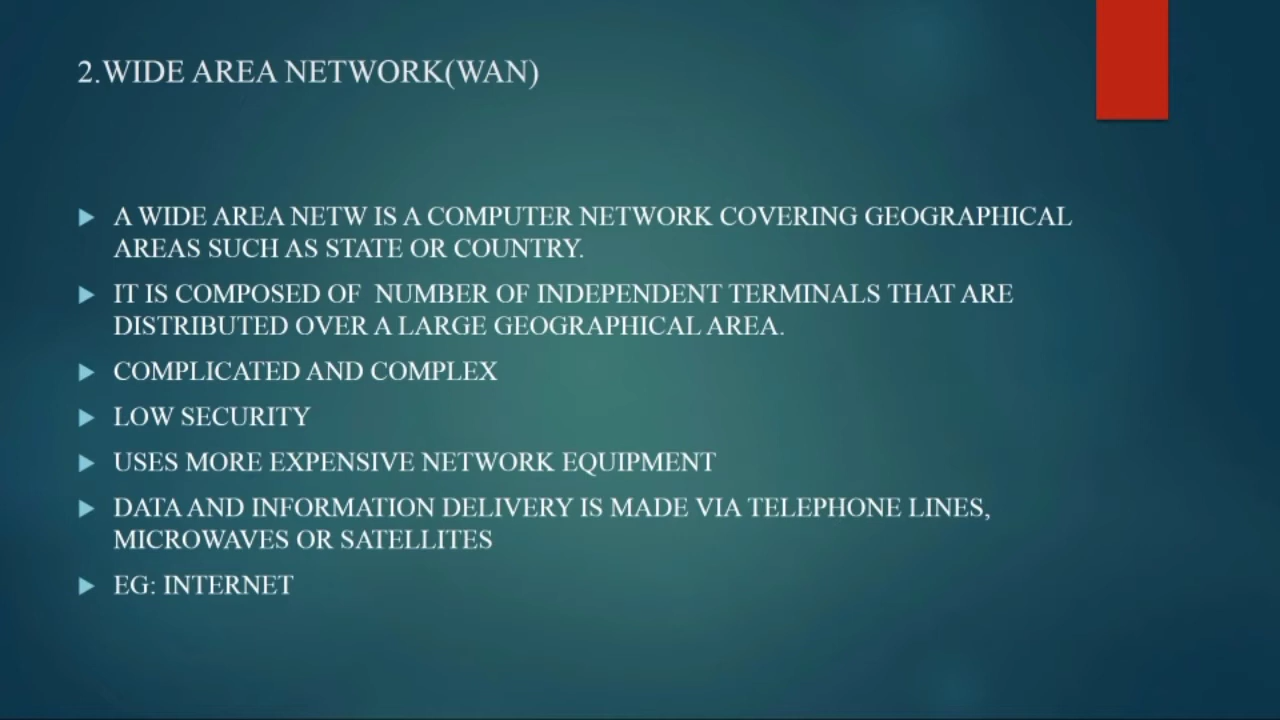 2.WIDE AREA NETWORK(WAN)
A WIDE AREA NETW IS A COMPUTER NETWORK COVERING GEOGRAPHICAL
AREAS SUCH AS STATE OR COUNTRY.
IT IS COMPOSED OF  NUMBER OF INDEPENDENT TERMINALS THAT ARE
DISTRIBUTED OVER A LARGE GEOGRAPHICAL AREA.
COMPLICATED AND COMPLEX
LOW SECURITY
USES MORE EXPENSIVE NETWORK EQUIPMENT
DATA AND INFORMATION DELIVERY IS MADE VIA TELEPHONE LINES,
MICROWAVES OR SATELLITES
EG: INTERNET